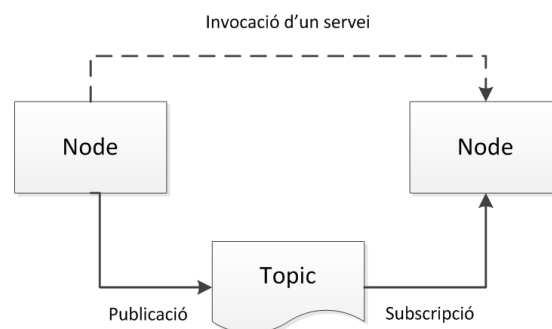 Invocació d'un servei
Node
Node
Topic
Publicació
Subscripció